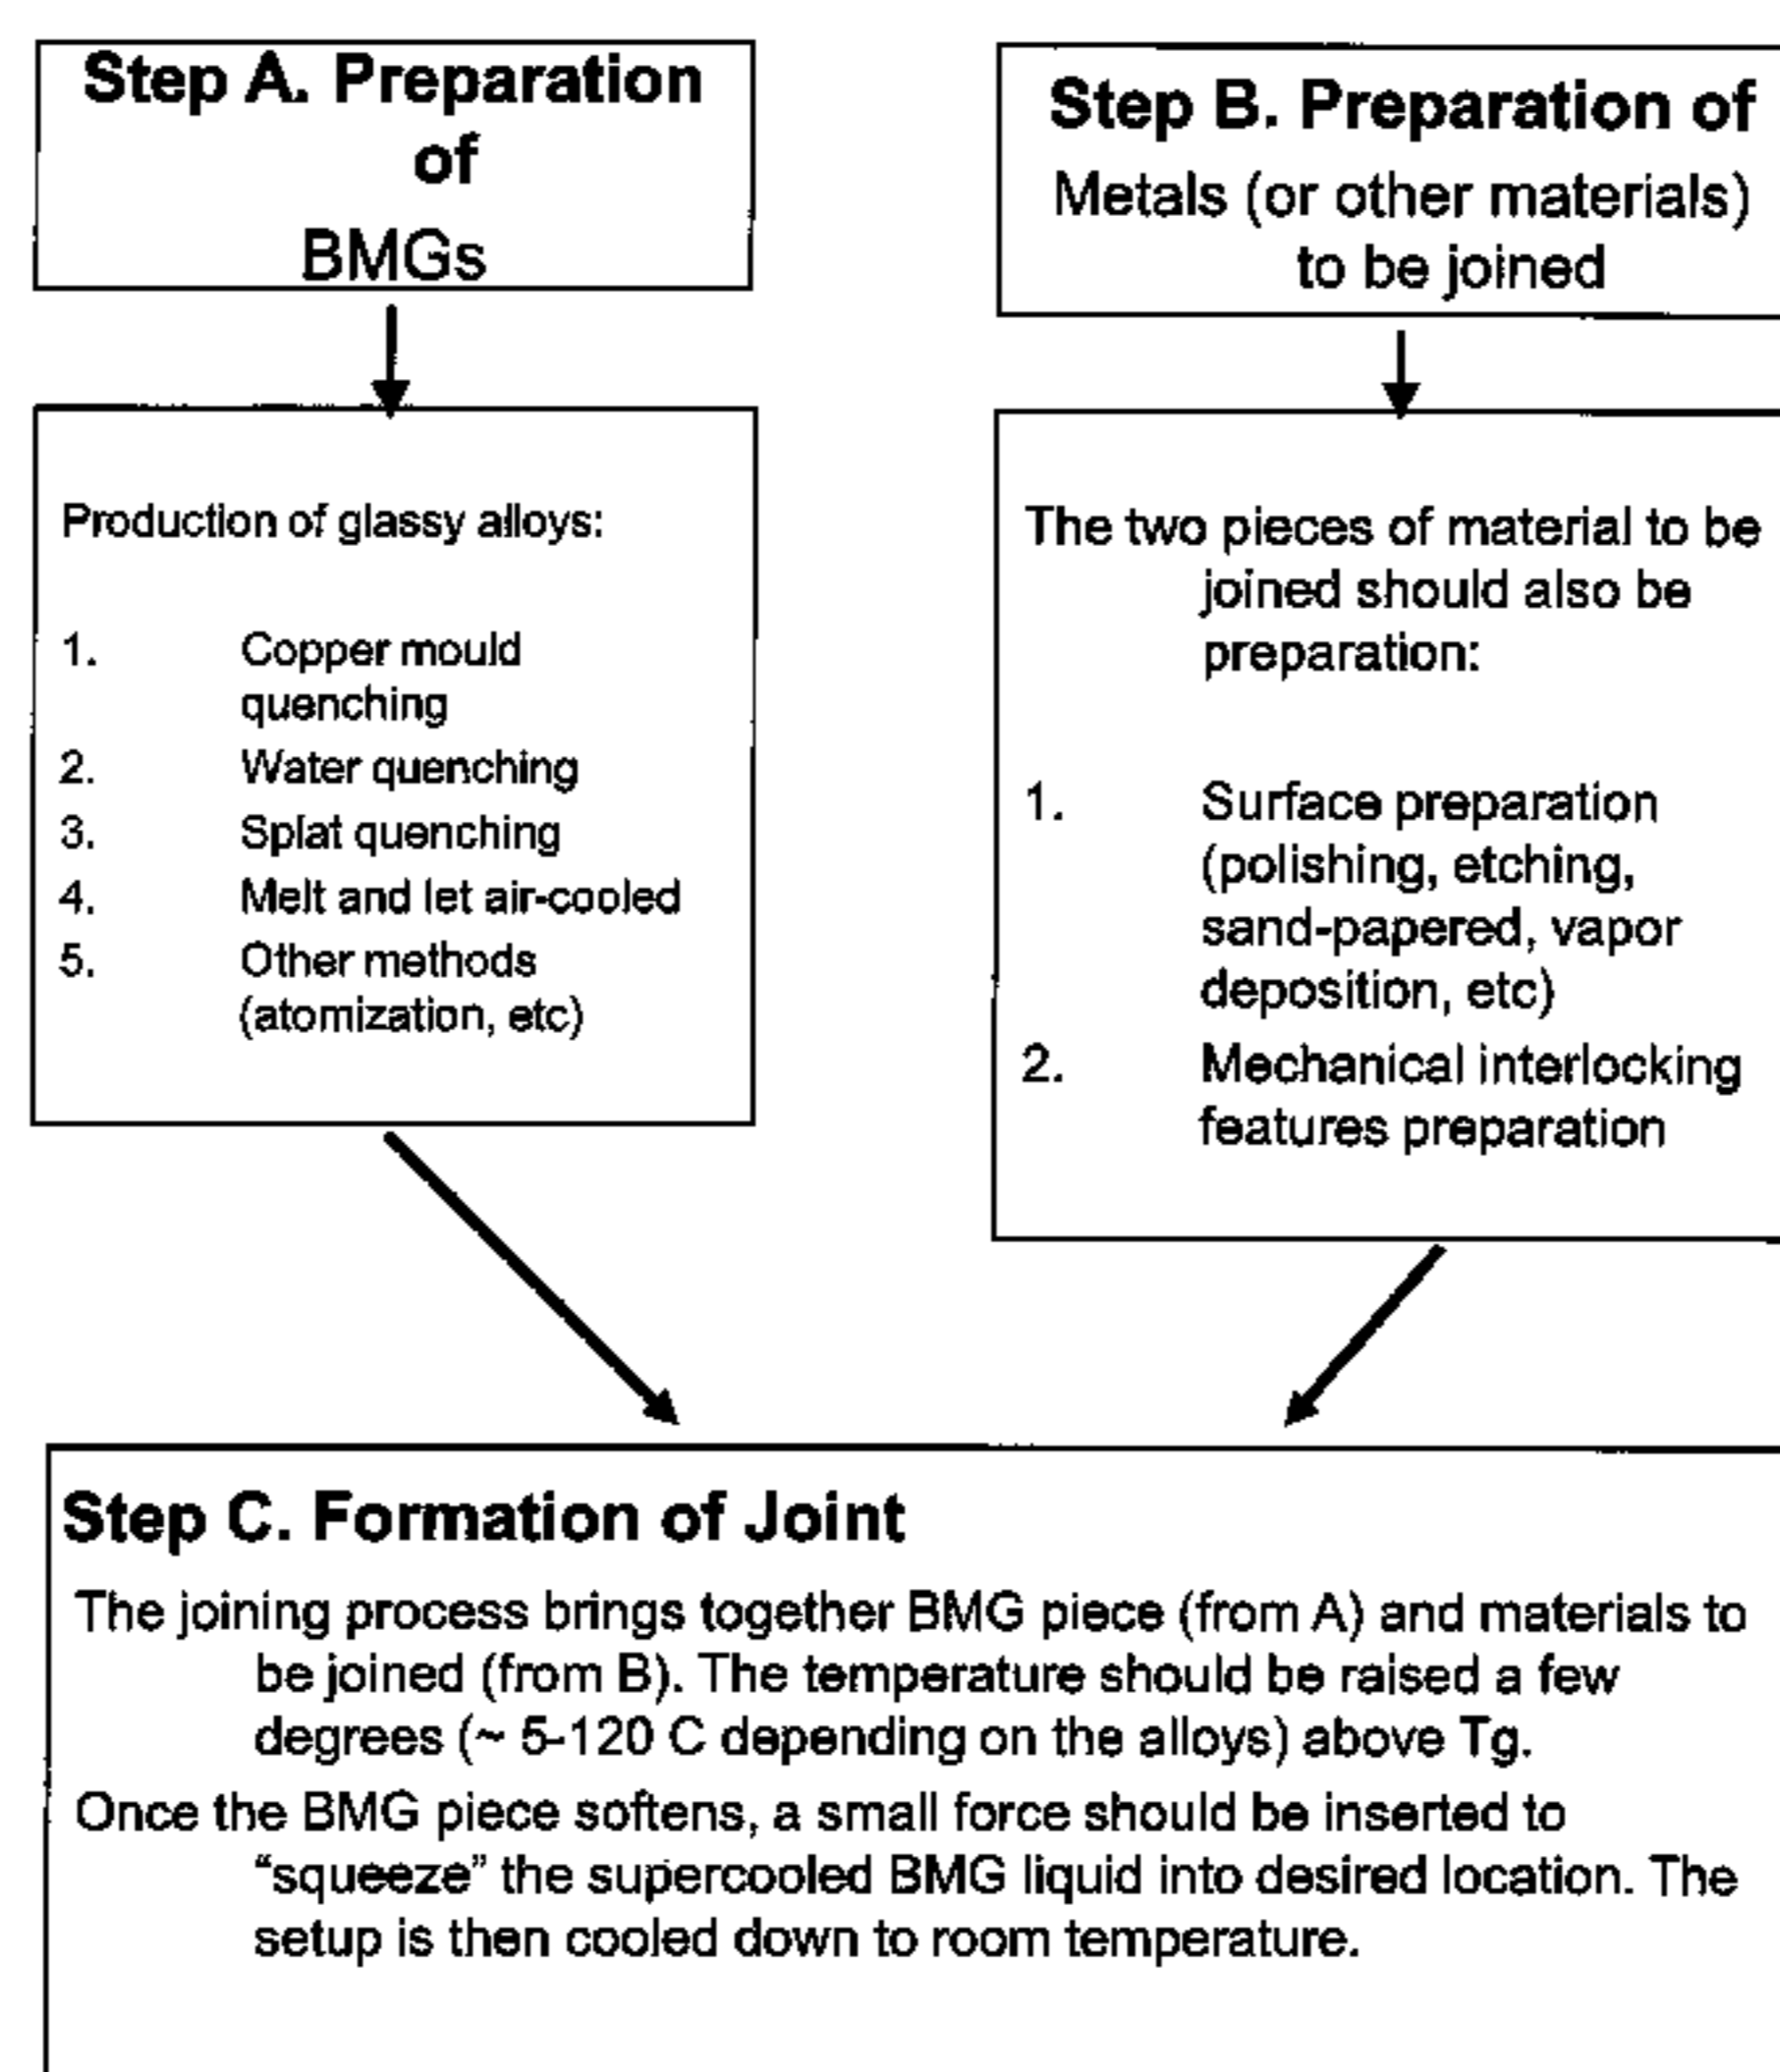 Step A. Preparation
of
BMGs
Production of glassy alloys:
1. Copper mould
quenching
2. Water quenching
3. Splat quenching
4. Melt and let air-cooled
5. Other methods
(atomization, etc)
Step B. Preparation of
Metals (or other materials)
to be joined
The two pieces of material to be
joined should also be
preparation:
1. Surface preparation
(polishing, etching,
sand-papered, vapor
deposition, etc)
2. Mechanical interlocking
features preparation
Step C. Formation of Joint
The joining process brings together BMG piece (from A) and materials to
be joined (from B). The temperature should be raised a few
degrees (~ 5-120 C depending on the alloys) above Tg.
Once the BMG piece softens, a small force should be inserted to
“squeeze” the supercooled BMG liquid into desired location. The
setup is then cooled down to room temperature.